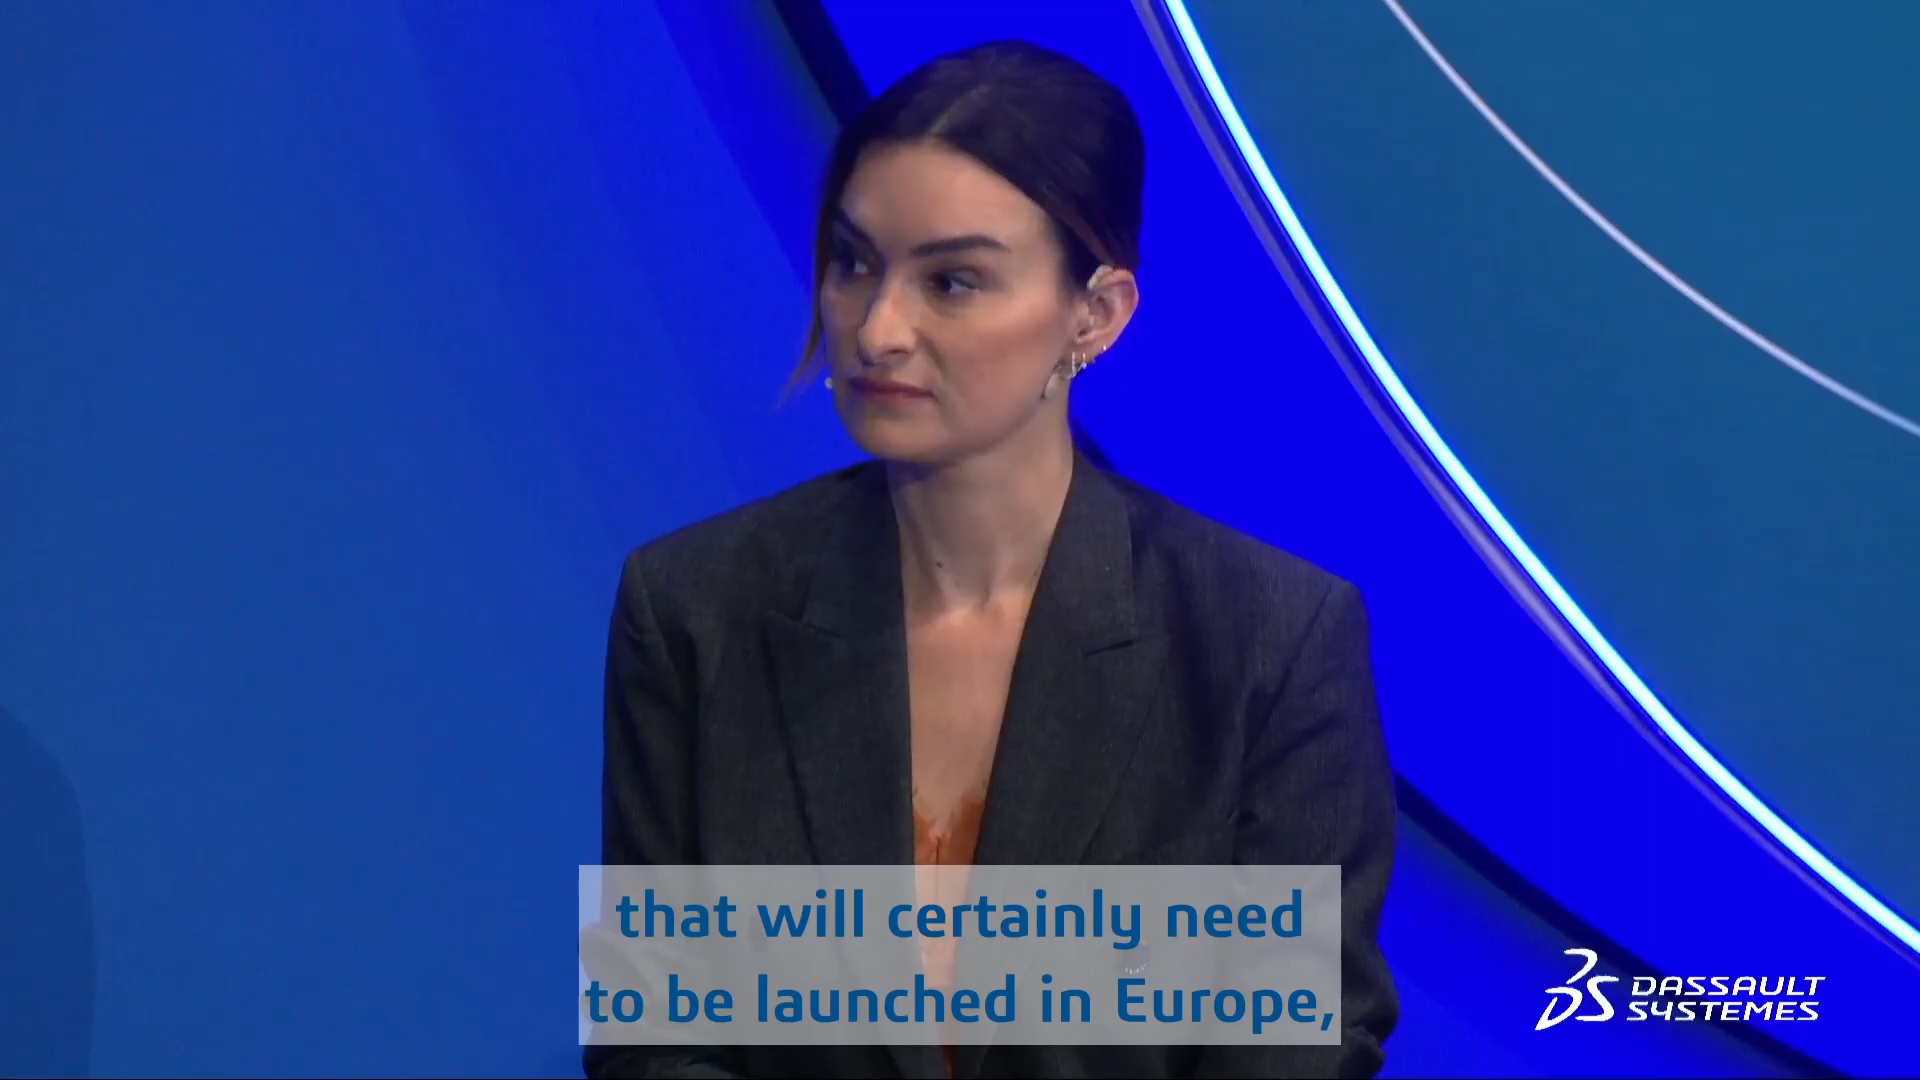 that will certainly need
to be launched in Europe,
DASSAULT
SYSTEMES